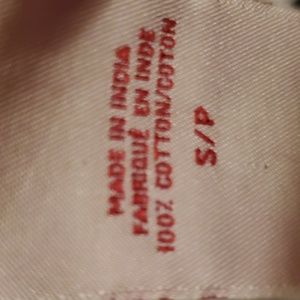 MADE IN INDIA
FABRIQUÉ EN INDE
100% COTTON/COTON
S/P